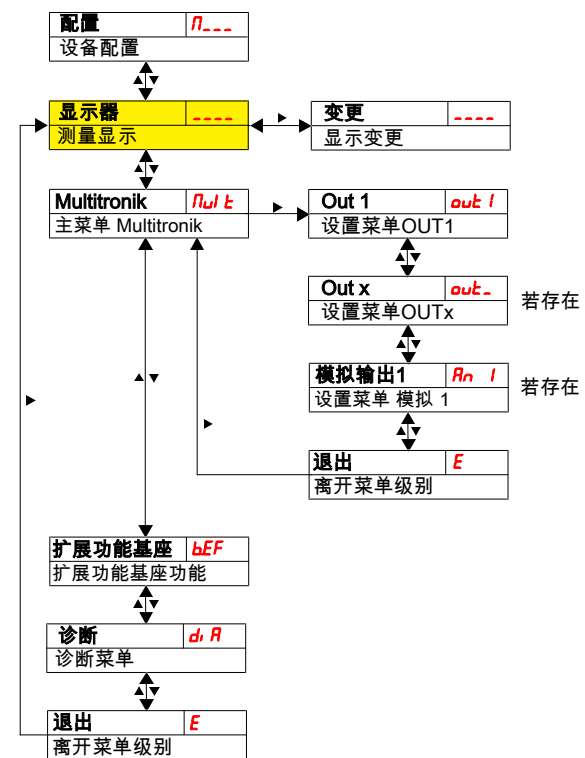 配置 П___
设备配置
显示器 ____
测量显示
变更 ____
显示变更
Multitronik Пult
主菜单 Multitronik
Out 1 out 1
设置菜单OUT1
Out x out_
设置菜单OUTx
若存在
模拟输出1 An 1
设置菜单 模拟 1
若存在
退出 E
离开菜单级别
扩展功能基座 b.EF
扩展功能基座功能
诊断 diA
诊断菜单
退出 E
离开菜单级别